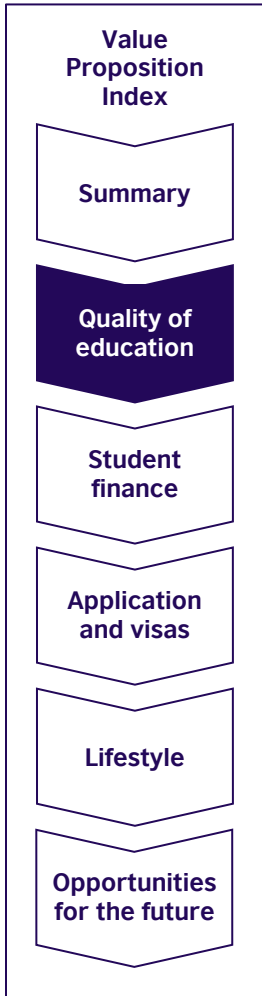 Value
Proposition
Index
Summary
Quality of
education
Student
finance
Application
and visas
Lifestyle
Opportunities
for the future